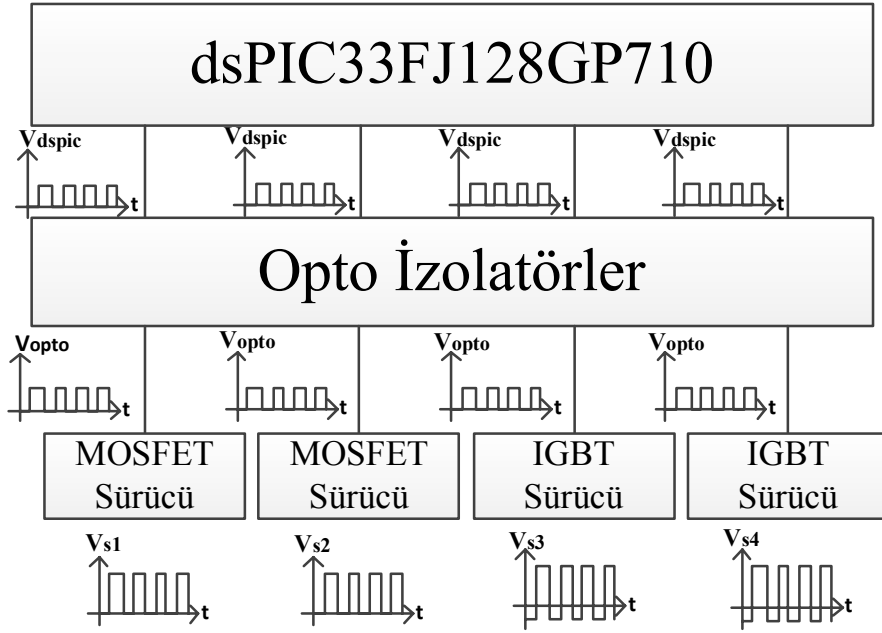 dsPIC33FJ128GP710
Vdspic
Vdspic
Vdspic
Vdspic
t
t
t
t
Opto İzolatörler
Vopto
Vopto
Vopto
Vopto
t
t
t
t
MOSFET
Sürücü
MOSFET
Sürücü
IGBT
Sürücü
IGBT
Sürücü
Vs1
Vs2
Vs3
Vs4
t
t
t
t